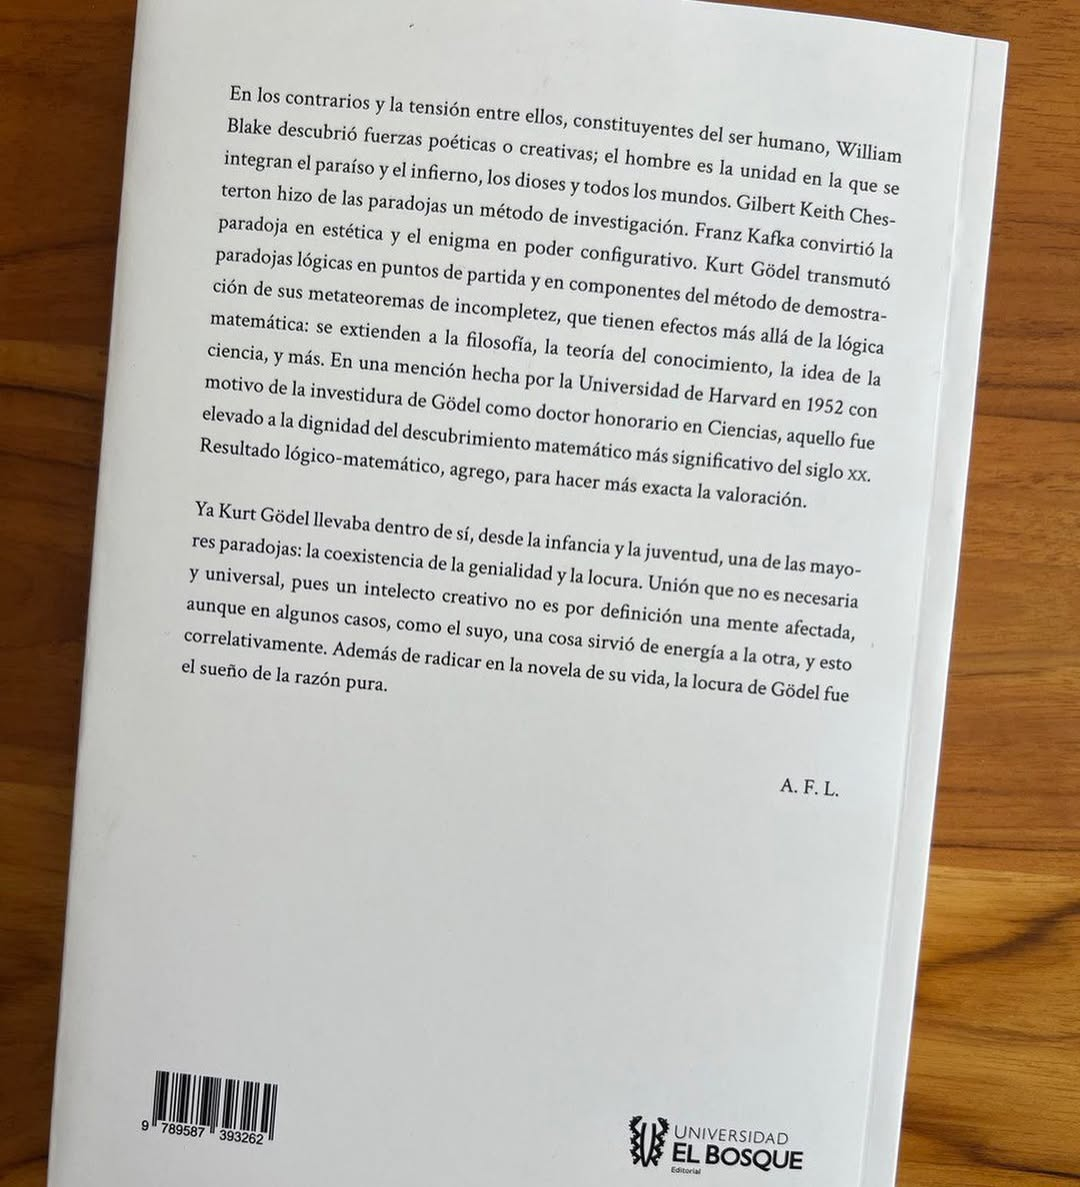 En los contrarios y la tensión entre ellos, constituyentes del ser humano, William
Blake descubrió fuerzas poéticas o creativas; el hombre es la unidad en la que se
integran el paraíso y el infierno, los dioses y todos los mundos. Gilbert Keith Ches-
terton hizo de las paradojas un método de investigación. Franz Kafka convirtió la
paradoja en estética y el enigma en poder configurativo. Kurt Gödel transmutó
paradojas lógicas en puntos de partida y en componentes del método de demostra-
ción de sus metateoremas de incompletez, que tienen efectos más allá de la lógica
matemática: se extienden a la filosofía, la teoría del conocimiento, la idea de la
ciencia, y más. En una mención hecha por la Universidad de Harvard en 1952 con
motivo de la investidura de Gödel como doctor honorario en Ciencias, aquello fue
elevado a la dignidad del descubrimiento matemático más significativo del siglo XX.
Resultado lógico-matemático, agrego, para hacer más exacta la valoración.
Ya Kurt Gödel llevaba dentro de sí, desde la infancia y la juventud, una de las mayo-
res paradojas: la coexistencia de la genialidad y la locura. Unión que no es necesaria
y universal, pues un intelecto creativo no es por definición una mente afectada,
aunque en algunos casos, como el suyo, una cosa sirvió de energía a la otra, y esto
correlativamente. Además de radicar en la novela de su vida, la locura de Gödel fue
el sueño de la razón pura.
A. F. L.
9 789587 393262
UNIVERSIDAD
EL BOSQUE
Editorial